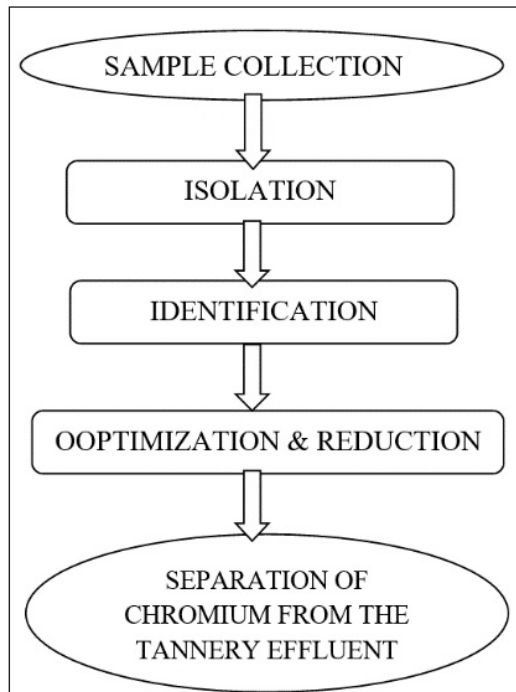 SAMPLE COLLECTION
ISOLATION
IDENTIFICATION
OOPTIMIZATION & REDUCTION
SEPARATION OF
CHROMIUM FROM THE
TANNERY EFFLUENT